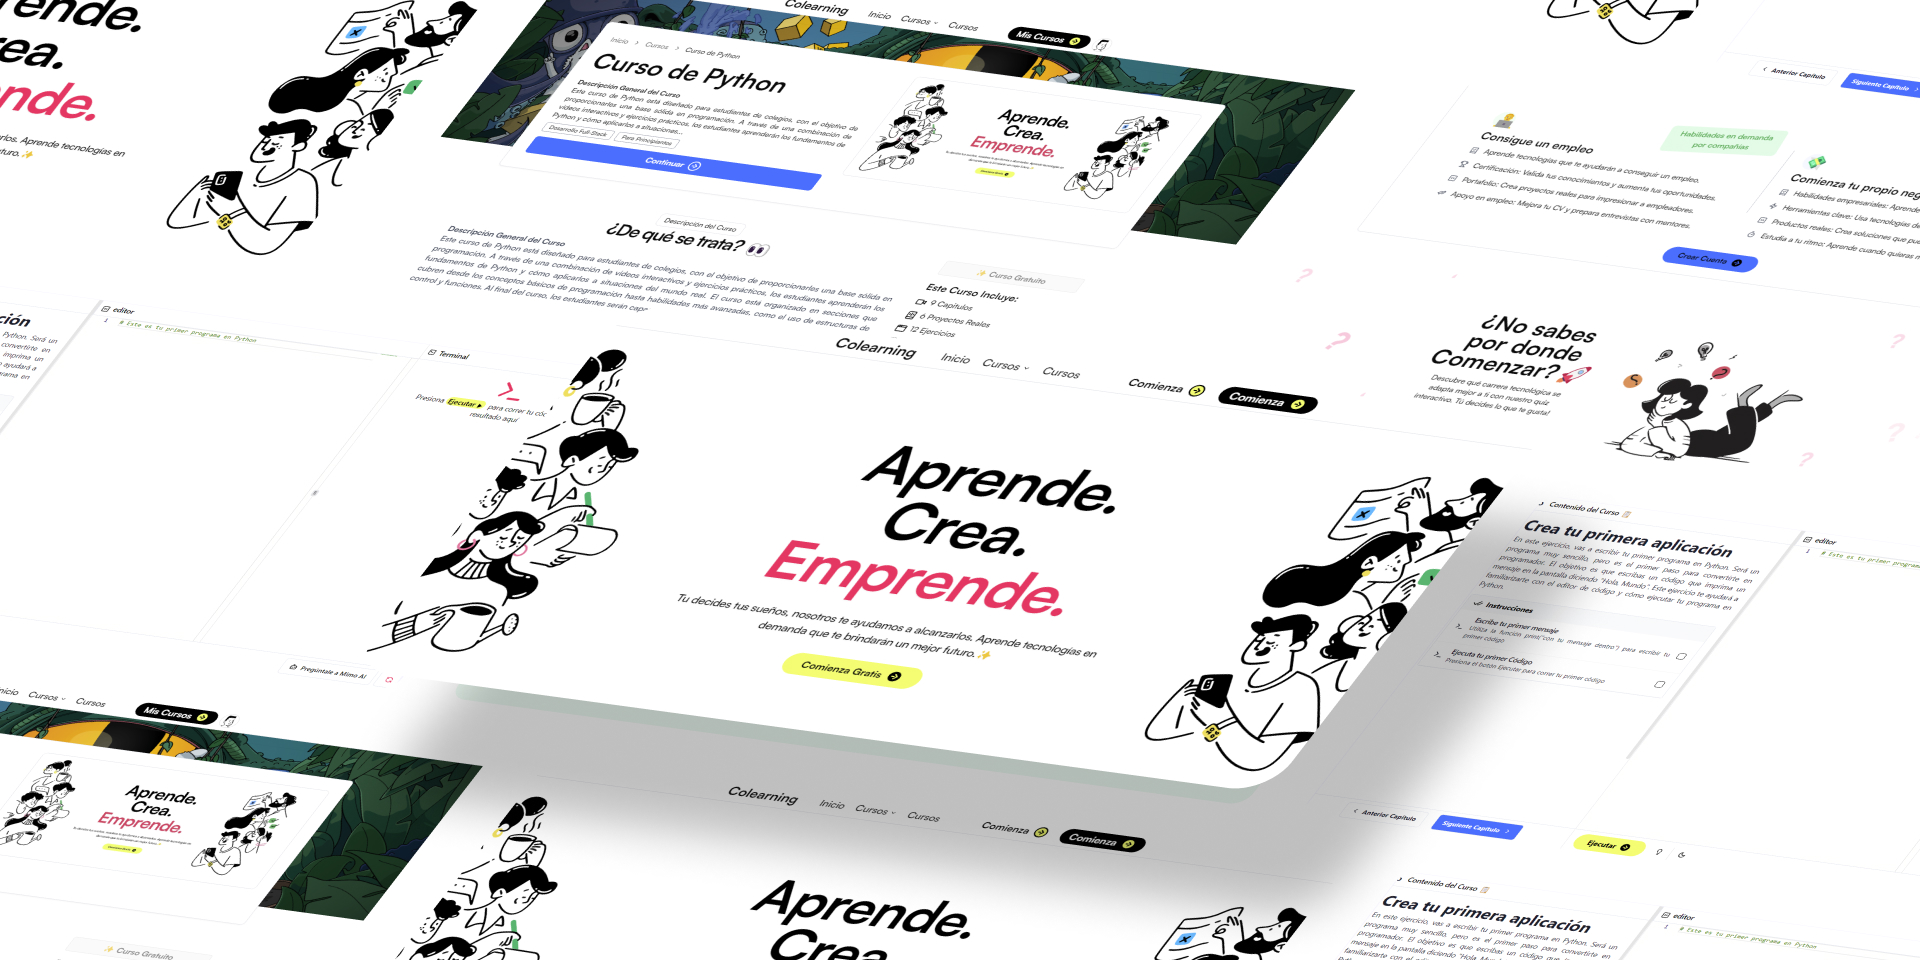 ende.
rea.
nde.
rlos. Aprende tecnologías en
turo.✨
Colearning
Inicio
Cursos
Cursos
Mis Cursos
Inicio > Cursos > Curso de Python
Curso de Python
Descripción General del Curso
Este curso de Python está diseñado para estudiantes de colegios, con el objetivo de
proporcionarles una base sólida en programación. A través de una combinación de
videos interactivos y ejercicios prácticos, los estudiantes aprenderán los fundamentos de
Python y cómo aplicarlos a situaciones...
Desarrollo Full-Stack
Para Principiantes
Continuar
Aprende.
Crea.
Emprende.
Descripción del Curso
¿De qué se trata? 👀
Descripción General del Curso
Este curso de Python está diseñado para estudiantes de colegios, con el objetivo de proporcionarles una base sólida en
programación. A través de una combinación de videos interactivos y ejercicios prácticos, los estudiantes aprenderán los
fundamentos de Python y cómo aplicarlos a situaciones del mundo real. El curso está organizado en secciones que
cubren desde los conceptos básicos de programación hasta habilidades más avanzadas, como el uso de estructuras de
control y funciones. Al final del curso, los estudiantes serán cap
✨ Curso Gratuito
Este Curso Incluye:
9 Capítulos
6 Proyectos Reales
12 Ejercicios
Anterior Capítulo
Siguiente Capítulo
Consigue un empleo
Aprende tecnologías que te ayudarán a conseguir un empleo.
Certificación: Valida tus conocimientos y aumenta tus oportunidades.
Portafolio: Crea proyectos reales para impresionar a empleadores.
Apoyo en empleo: Mejora tu CV y prepara entrevistas con mentores.
Habilidades en demanda
por compañías
Comienza tu propio neg
Habilidades empresariales: Aprende
Herramientas clave: Usa tecnologías de
Productos reales: Crea soluciones que pue
Estudia a tu ritmo: Aprende cuando quieras
Crear Cuenta
¿No sabes
por donde
Comenzar?🚀
Descubre qué carrera tecnológica se
adapta mejor a ti con nuestro quiz
interactivo. Tú decides lo que te gusta!
ción
Python. Será un
convertirte en
imprima un
ayudará a
rama en
editor
1 # Este es tu primer programa en Python
Terminal
Presiona Ejecutar ▶ para correr tu cód
resultado aquí
Pregúntale a Mimo AI
Colearning
Inicio
Cursos
Cursos
Comienza
Comienza
Aprende.
Crea.
Emprende.
Tu decides tus sueños, nosotros te ayudamos a alcanzarlos. Aprende tecnologías en
demanda que te brindarán un mejor futuro.✨
Comienza Gratis
Contenido del Curso
Crea tu primera aplicación
En este ejercicio, vas a escribir tu primer programa en Python. Será un
programa muy sencillo, pero es el primer paso para convertirte en
programador. El objetivo es que escribas un código que imprima un
mensaje en la pantalla diciendo "Hola, Mundo". Este ejercicio te ayudará a
familiarizarte con el editor de código y cómo ejecutar tu programa en
Python.
Instrucciones
Escribe tu primer mensaje
Utiliza la función print("con tu mensaje dentro") para escribir tu
primer código
Ejecuta tu primer Código
Presiona el botón Ejecutar para correr tu primer código
editor
1 # Este es tu primer program
Anterior Capítulo
Siguiente Capítulo
Ejecutar
nicio
Cursos
Cursos
Mis Cursos
Aprende.
Crea.
Emprende.
✨ Curso Gratuito
Colearning
Inicio
Cursos
Cursos
Comienza
Comienza
Aprende.
Crea.
Contenido del Curso
Crea tu primera aplicación
En este ejercicio, vas a escribir tu primer programa en Python. Será un
programa muy sencillo, pero es el primer paso para convertirte en
programador. El objetivo es que escribas un código que imprima un
mensaje en la pantalla diciendo "Hola, Mundo
familiarizarte con el editor de código
editor
1 # Este es tu primer programa en Python